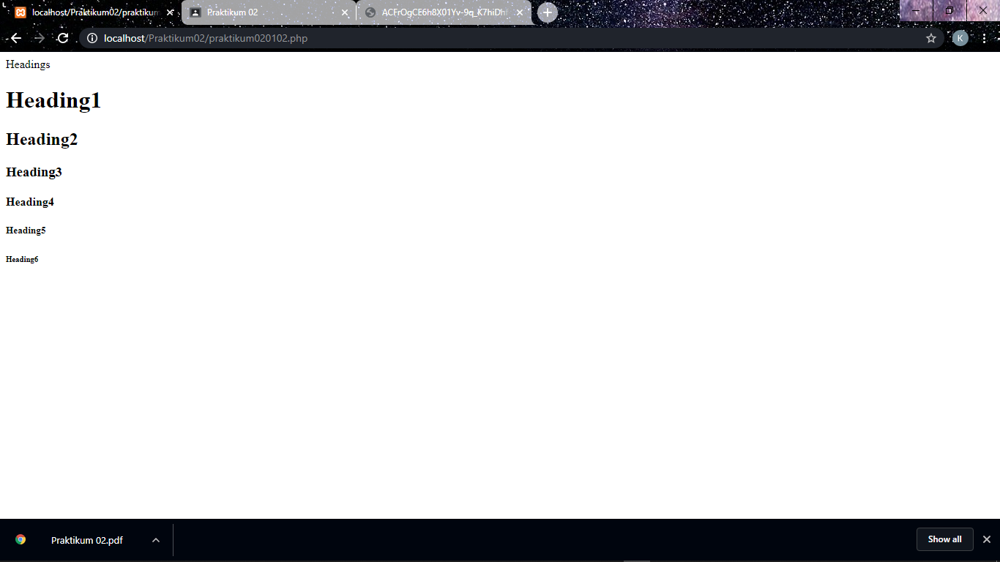 localhost/Praktikum02/praktikum
Praktikum 02
ACFrOgCE6h8X01Yv-9q_K7hiDhf
localhost/Praktikum02/praktikum020102.php
K
Headings
Heading1
Heading2
Heading3
Heading4
Heading5
Heading6
Praktikum 02.pdf
Show all